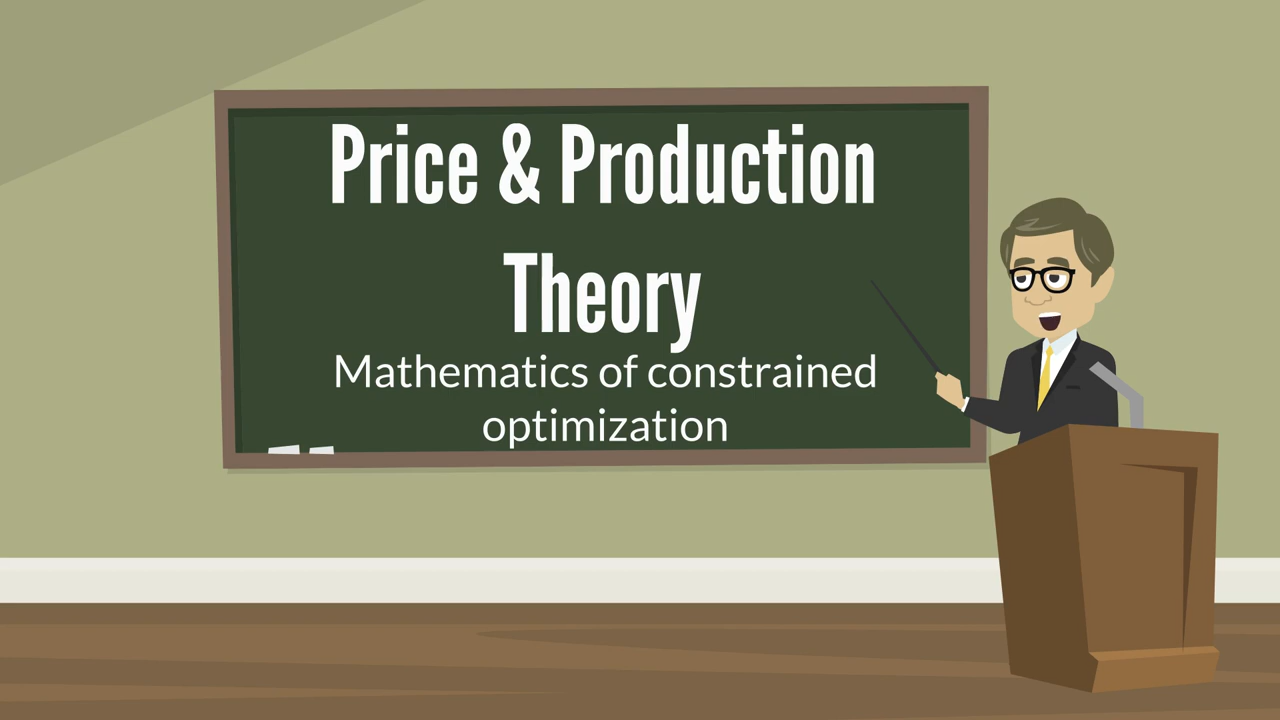 Price & Production
Theory
Mathematics of constrained
optimization